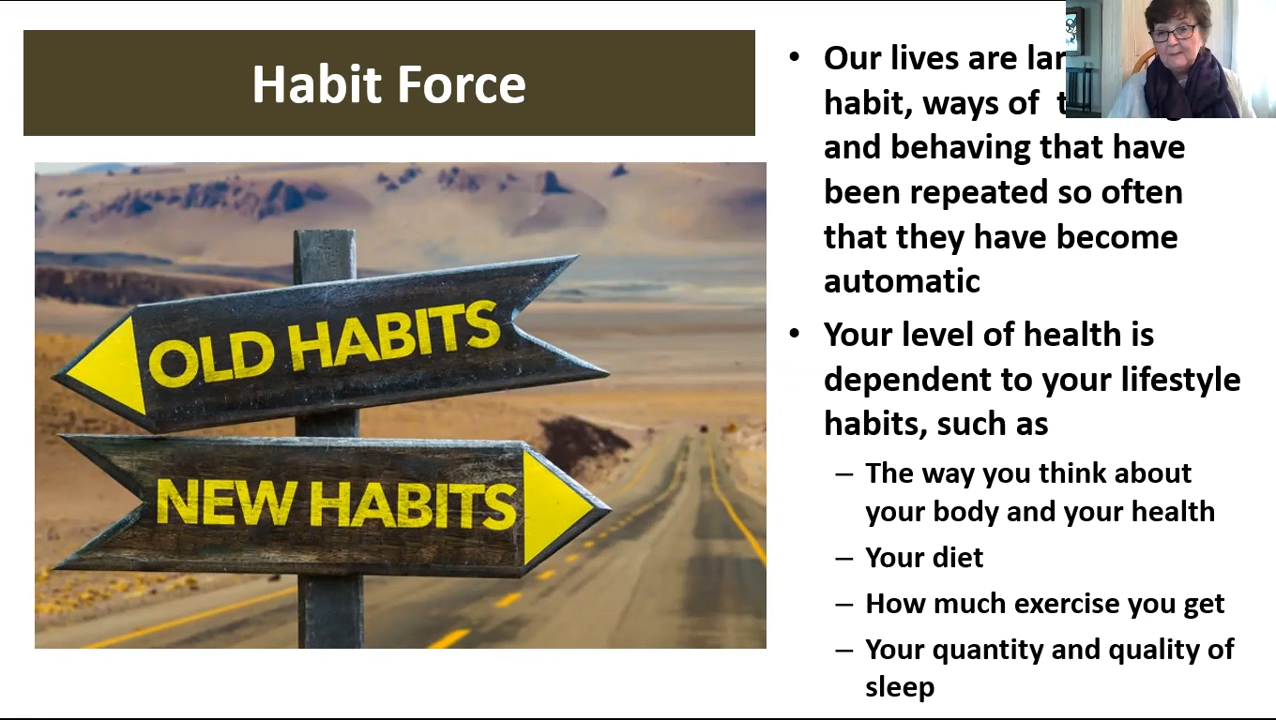 Habit Force
OLD HABITS
NEW HABITS
• Our lives are
habit, ways of
and behaving that have
been repeated so often
that they have become
automatic
• Your level of health is
dependent to your lifestyle
habits, such as
– The way you think about
your body and your health
– Your diet
– How much exercise you get
– Your quantity and quality of
sleep